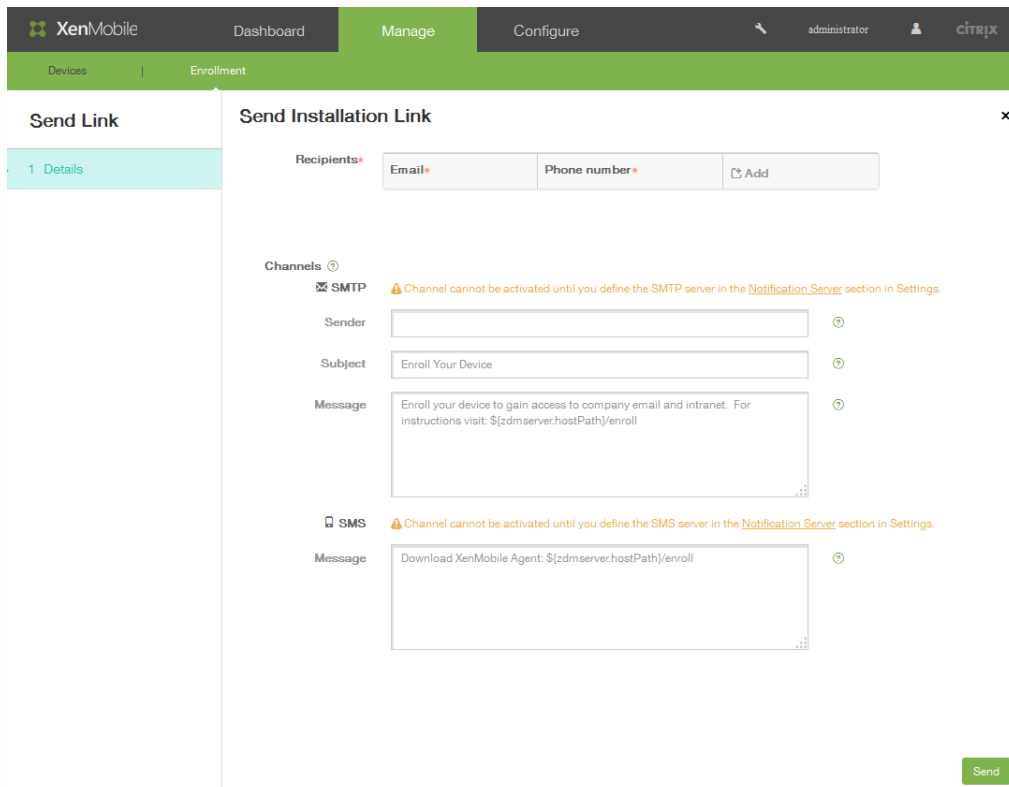 XenMobile Dashboard Manage Configure administrator CİTRIX
Devices | Enrollment
Send Link
1 Details
Send Installation Link
×
Recipients*
Email* Phone number* Add
Channels ?
SMTP Channel cannot be activated until you define the SMTP server in the Notification Server section in Settings.
Sender ?
Subject Enroll Your Device ?
Message Enroll your device to gain access to company email and intranet. For ?
instructions visit: ${zdmserver.hostPath}/enroll
SMS Channel cannot be activated until you define the SMS server in the Notification Server section in Settings.
Message Download XenMobile Agent: ${zdmserver.hostPath}/enroll ?
Send